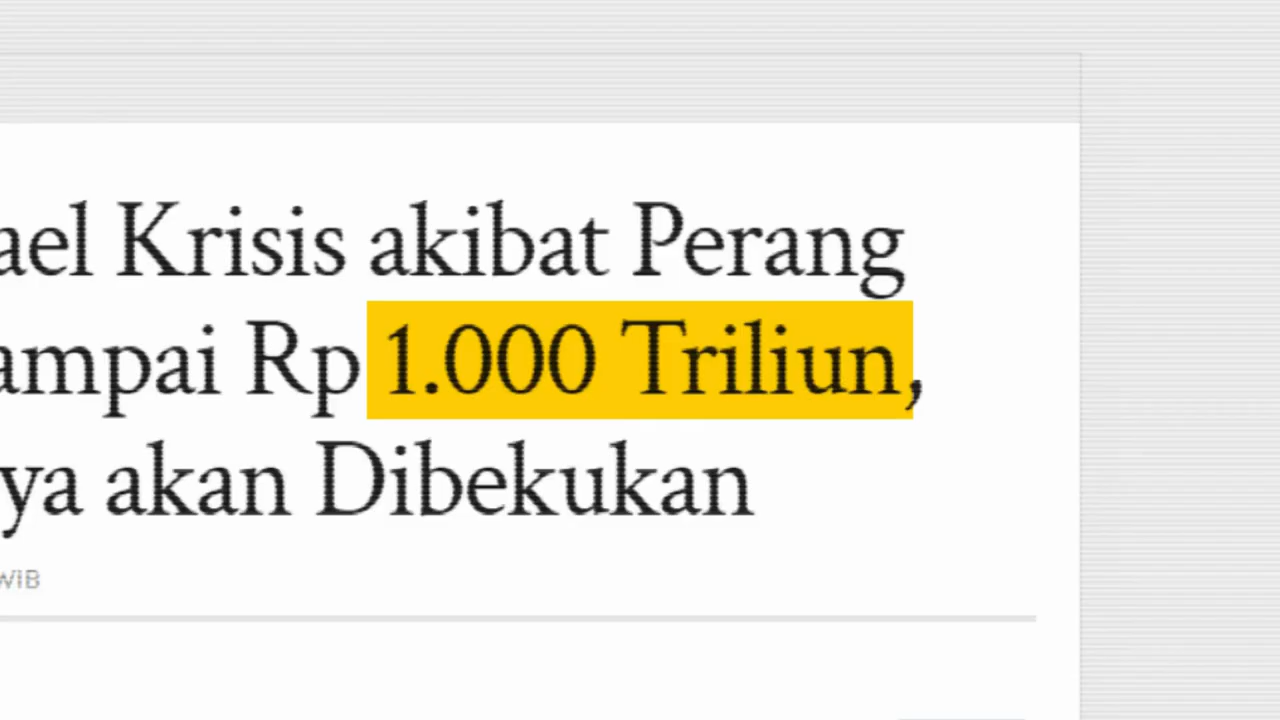 ael Krisis akibat Perang
ampai Rp 1.000 Triliun,
ya akan Dibekukan
WIB